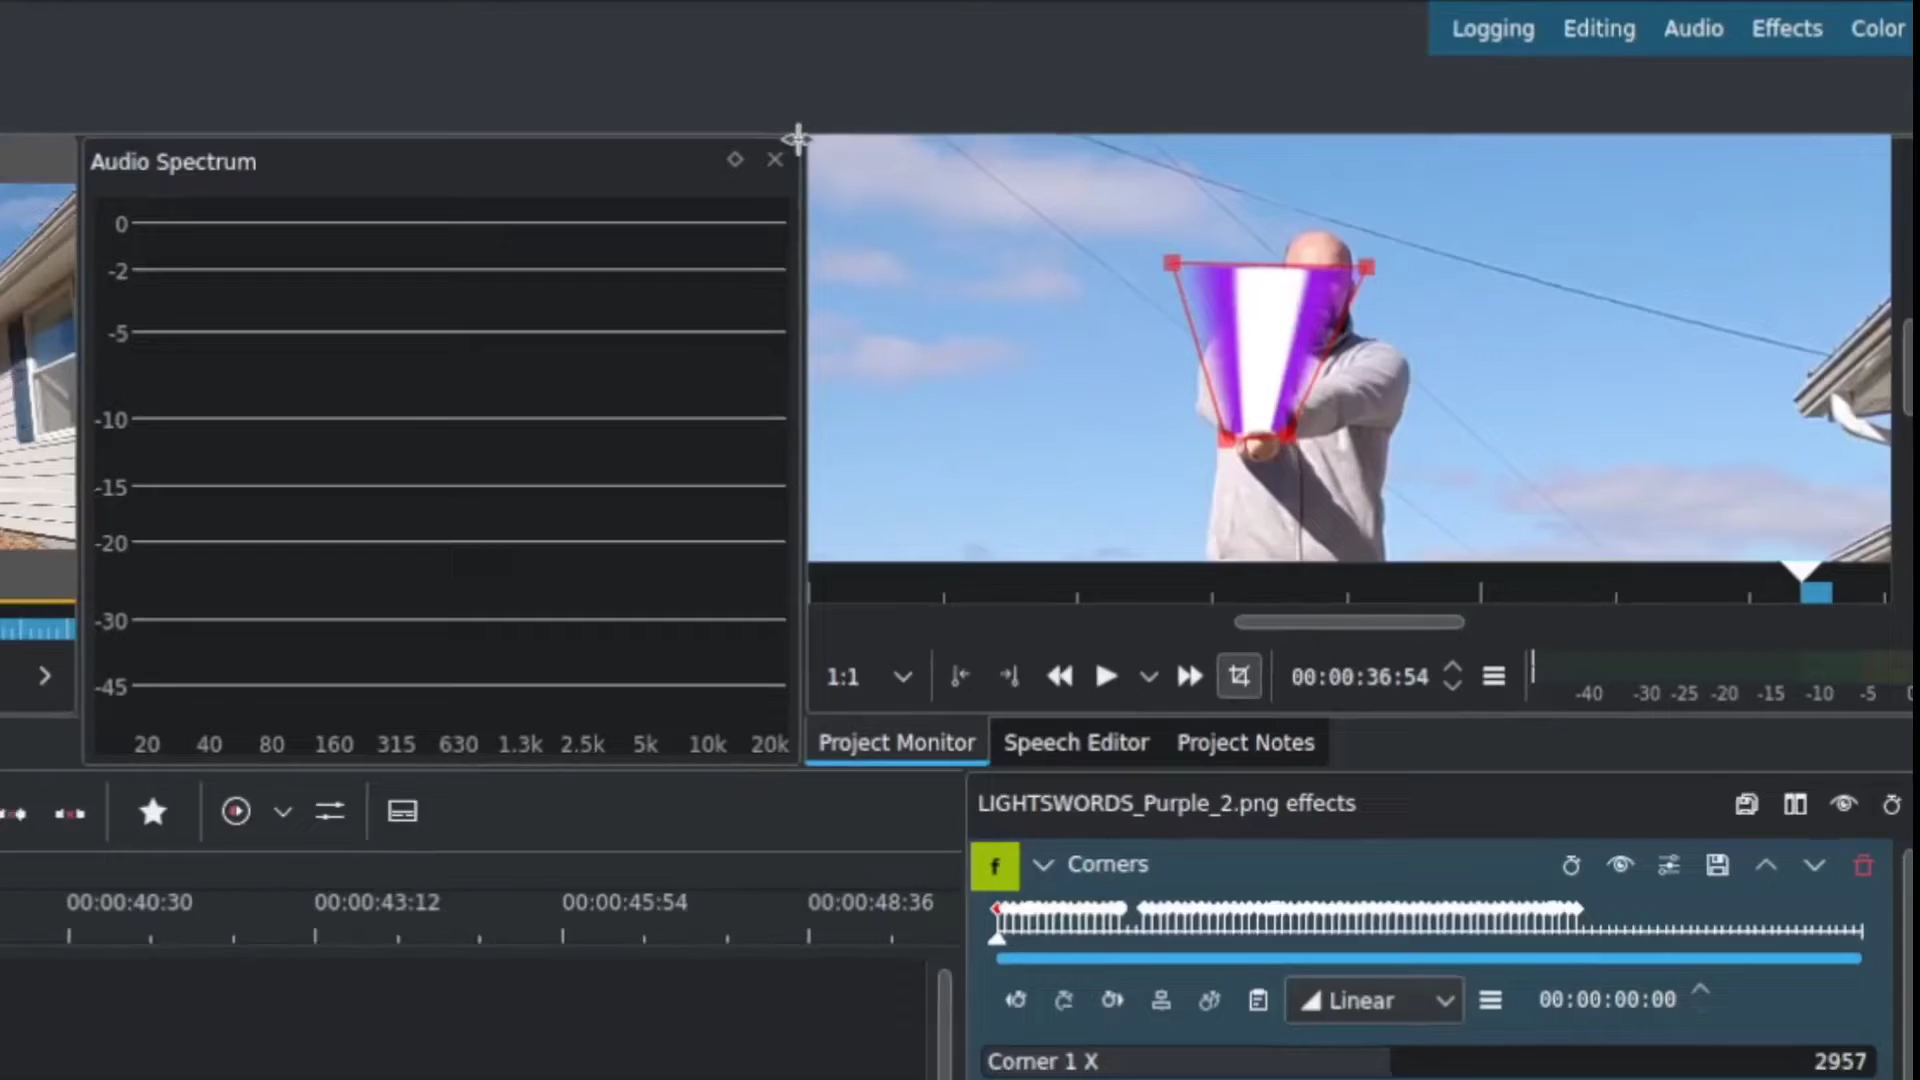 Logging Editing Audio Effects Color
Audio Spectrum
0
-2
-5
-10
-15
-20
-30
-45
20 40 80 160 315 630 1.3k 2.5k 5k 10k 20k
1:1 00:00:36:54
-40 -30 -25 -20 -15 -10 -5 0
Project Monitor Speech Editor Project Notes
LIGHTSWORDS_Purple_2.png effects
f Corners
00:00:40:30 00:00:43:12 00:00:45:54 00:00:48:36
Linear 00:00:00:00
Corner 1 X 2957